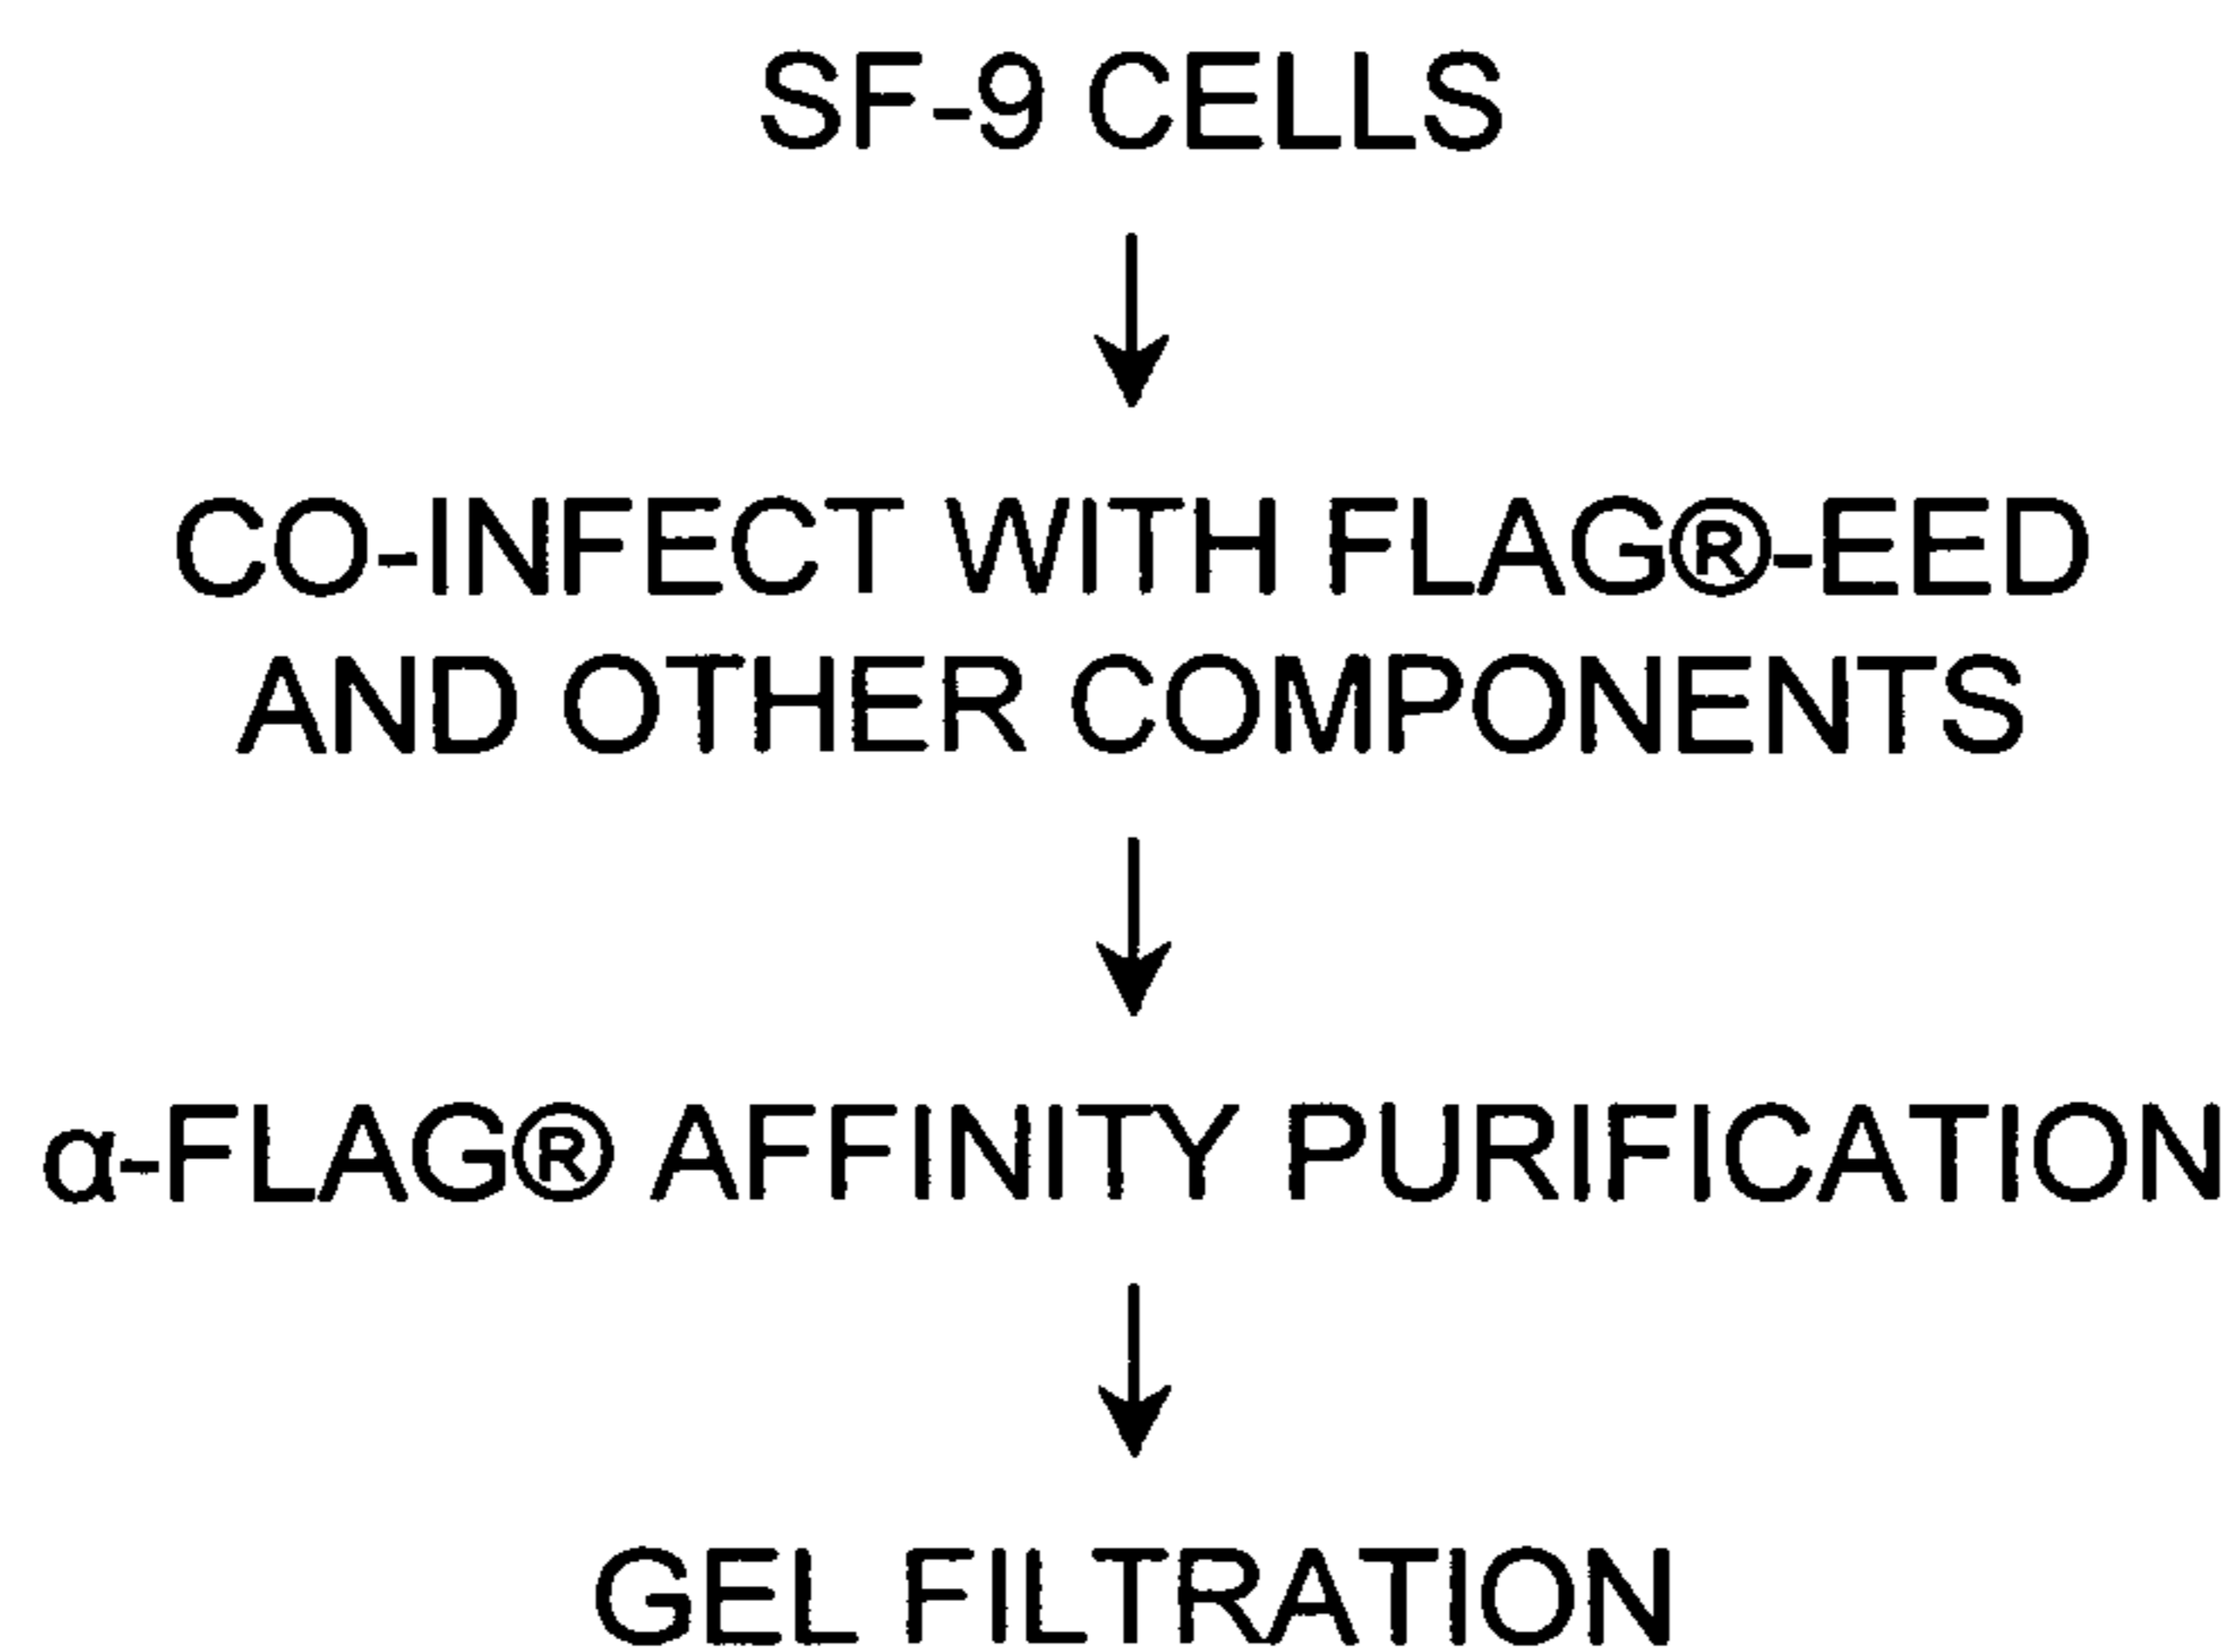 SF-9 CELLS
CO-INFECT WITH FLAG®-EED
AND OTHER COMPONENTS
α-FLAG® AFFINITY PURIFICATION
GEL FILTRATION